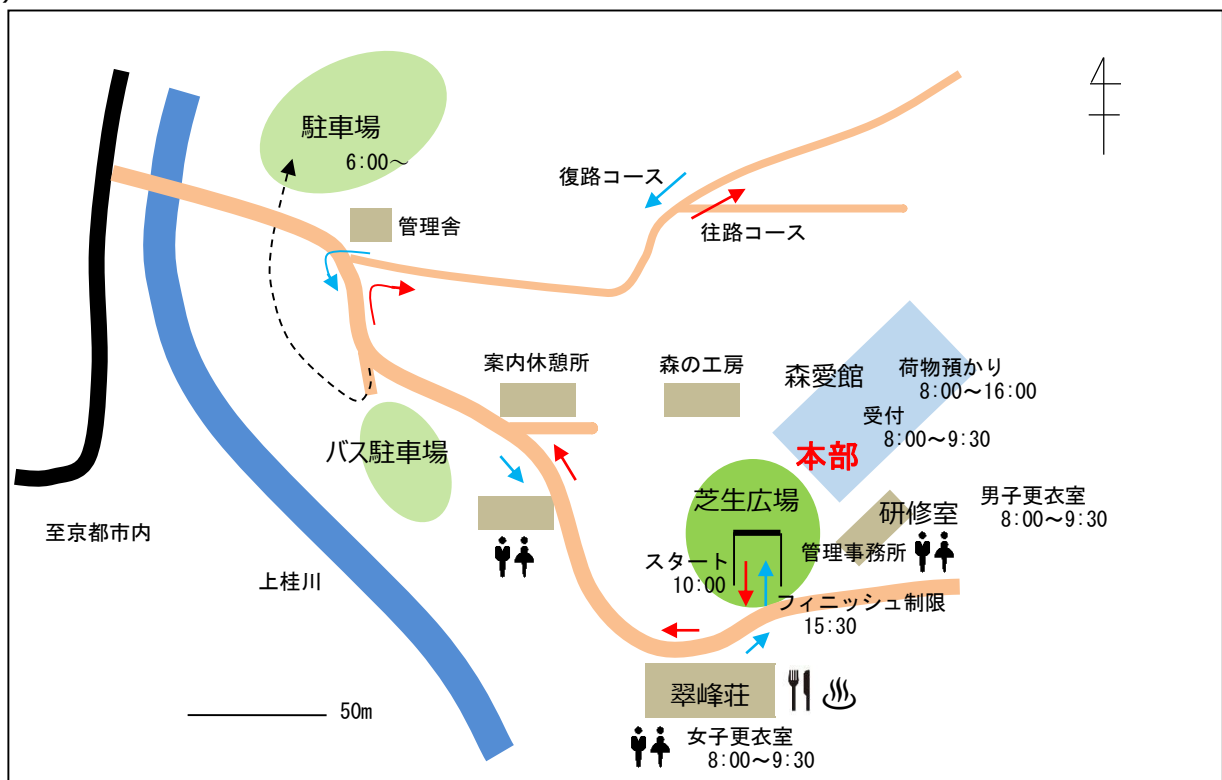 )
駐車場
6:00～
管理舎
復路コース
往路コース
案内休憩所
森の工房
森愛館
荷物預かり
8:00～16:00
受付
8:00～9:30
本部
バス駐車場
芝生広場
研修室
男子更衣室
8:00～9:30
管理事務所
スタート
10:00
フィニッシュ制限
15:30
至京都市内
上桂川
翠峰荘
50m
女子更衣室
8:00～9:30